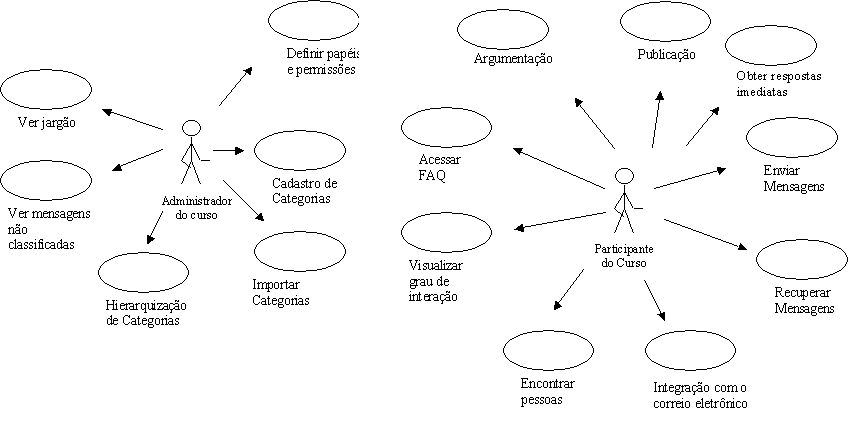 Definir papéis
e permissões
Ver jargão
Cadastro de
Categorias
Administrador
do curso
Ver mensagens
não
classificadas
Importar
Categorias
Hierarquização
de Categorias
Argumentação
Publicação
Obter respostas
imediatas
Acessar
FAQ
Enviar
Mensagens
Participante
do Curso
Visualizar
grau de
interação
Recuperar
Mensagens
Encontrar
pessoas
Integração com o
correio eletrônico